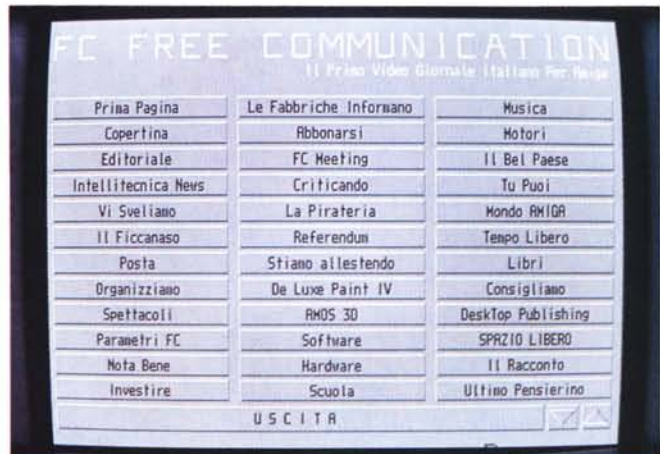 FC FREE COMMUNICATION
Il Primo Video Giornale Italiano Per Amiga
Prima Pagina Le Fabbriche Informano Musica
Copertina Abbonarsi Motori
Editoriale FC Meeting Il Bel Paese
Intellitecnica News Criticando Tu Puoi
Vi Sveliamo La Pirateria Mondo AMIGA
Il Ficcanaso Referendum Tempo Libero
Posta Stiamo allestendo Libri
Organizziamo De Luxe Paint IV Consigliamo
Spettacoli AMOS 3D DeskTop Publishing
Parametri FC Software SPAZIO LIBERO
Nota Bene Hardware Il Racconto
Investire Scuola Ultimo Pensierino
USCITA